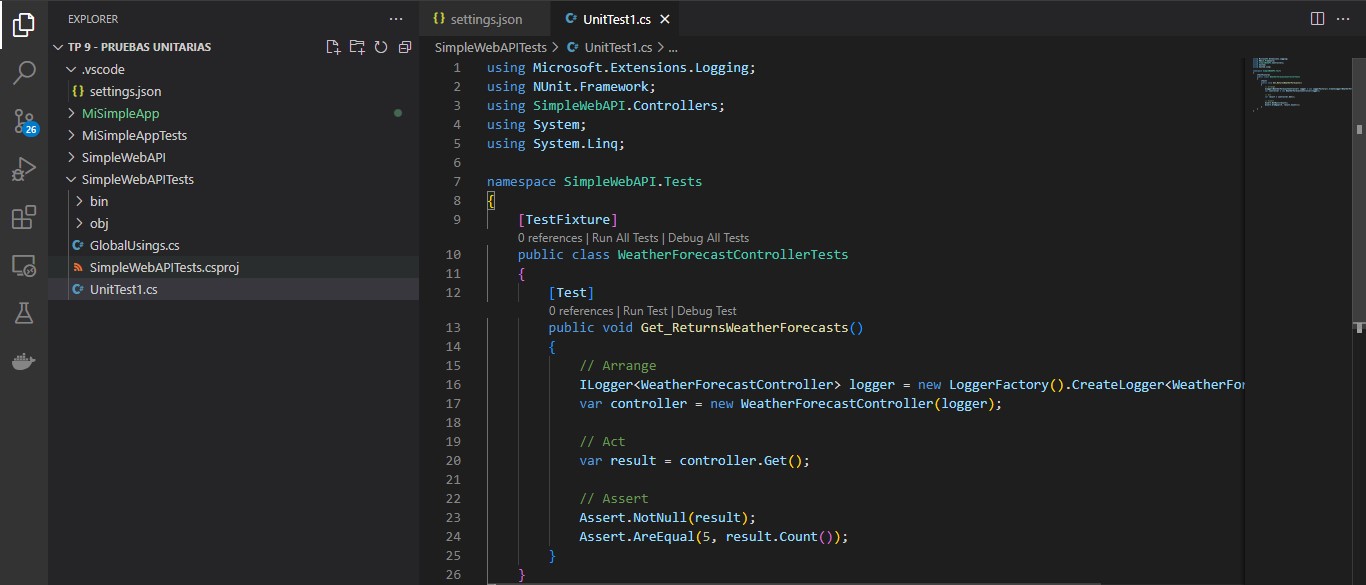 EXPLORER
TP 9 - PRUEBAS UNITARIAS
.vscode
{} settings.json
MiSimpleApp
MiSimpleAppTests
SimpleWebAPI
SimpleWebAPITests
bin
obj
GlobalUsings.cs
SimpleWebAPITests.csproj
UnitTest1.cs
26
{} settings.json
UnitTest1.cs
SimpleWebAPITests > UnitTest1.cs > ...
1 using Microsoft.Extensions.Logging;
2 using NUnit.Framework;
3 using SimpleWebAPI.Controllers;
4 using System;
5 using System.Linq;
6
7 namespace SimpleWebAPI.Tests
8 {
9 [TestFixture]
0 references | Run All Tests | Debug All Tests
10 public class WeatherForecastControllerTests
11 {
12 [Test]
0 references | Run Test | Debug Test
13 public void Get_ReturnsWeatherForecasts()
14 {
15 // Arrange
16 ILogger<WeatherForecastController> logger = new LoggerFactory().CreateLogger<WeatherFor
17 var controller = new WeatherForecastController(logger);
18
19 // Act
20 var result = controller.Get();
21
22 // Assert
23 Assert.NotNull(result);
24 Assert.AreEqual(5, result.Count());
25 }
26 }